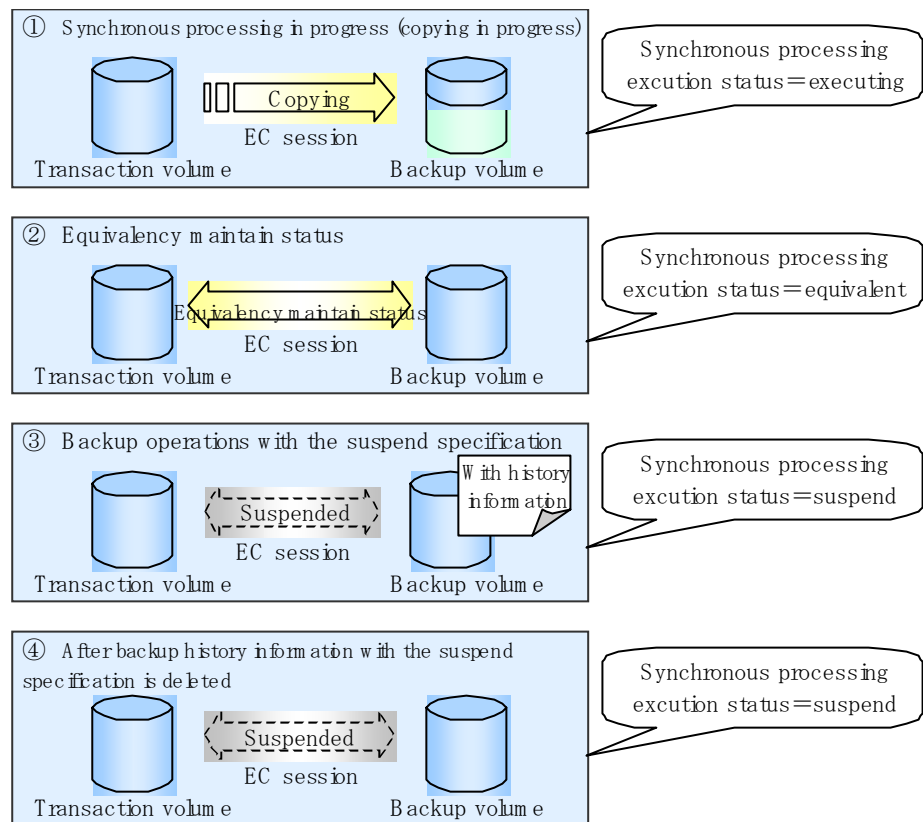 ① Synchronous processing in progress (copying in progress)
Copying
EC session
Transaction volume
Backup volume
Synchronous processing
excution status＝executing
② Equivalency maintain status
Equivalency maintain status
EC session
Transaction volume
Backup volume
Synchronous processing
excution status＝equivalent
③ Backup operations with the suspend specification
With history
information
Suspended
EC session
Transaction volume
Backup volume
Synchronous processing
excution status＝suspend
④ After backup history information with the suspend
specification is deleted
Suspended
EC session
Transaction volume
Backup volume
Synchronous processing
excution status＝suspend